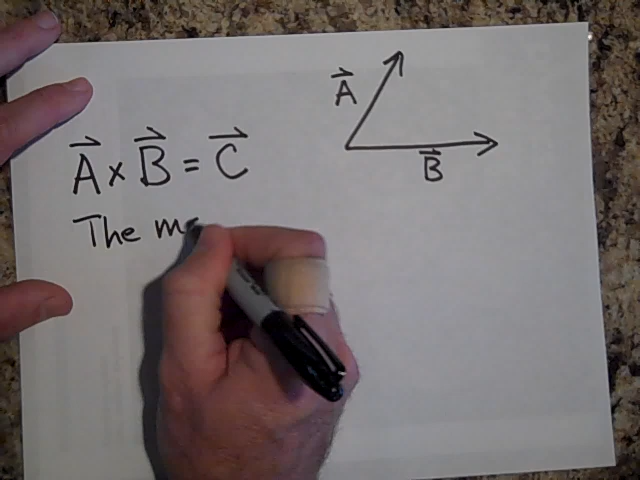 A⃗ × B⃗ = C⃗
The m
A⃗
B⃗